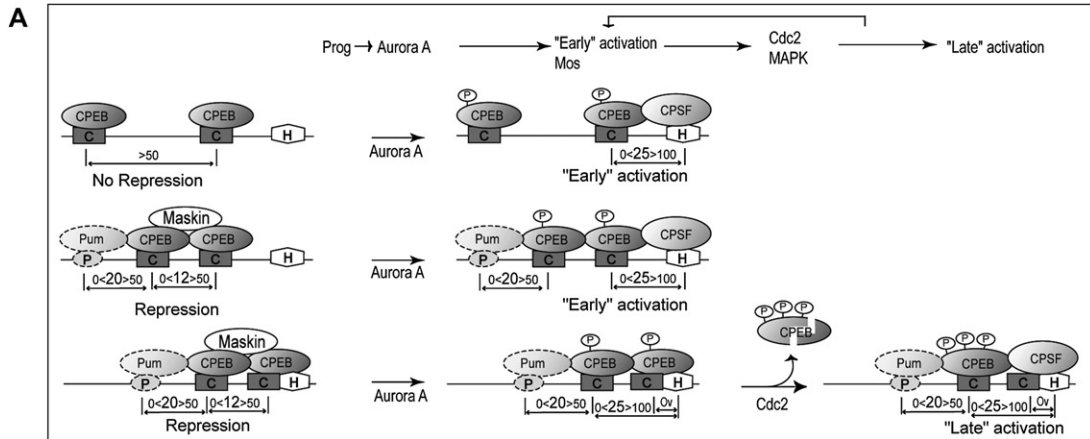 A
Prog Aurora A "Early" activation Mos Cdc2 MAPK "Late" activation
CPEB CPEB P CPEB P CPEB CPSF
C C H Aurora A C C H
>50 0<25>100
No Repression "Early" activation
Maskin P P
Pum CPEB CPEB Pum CPEB CPEB CPSF
P C C H Aurora A P C C H
0<20>50 0<12>50 0<20>50 0<25>100
Repression "Early" activation
P P P
CPEB
Maskin P P P P P
Pum CPEB CPEB Pum CPEB CPEB Pum CPEB CPSF
P C C H Aurora A P C C H Cdc2 P C C H
0<20>50 0<12>50 0<20>50 0<25>100 Ov 0<20>50 0<25>100 Ov
Repression "Late" activation